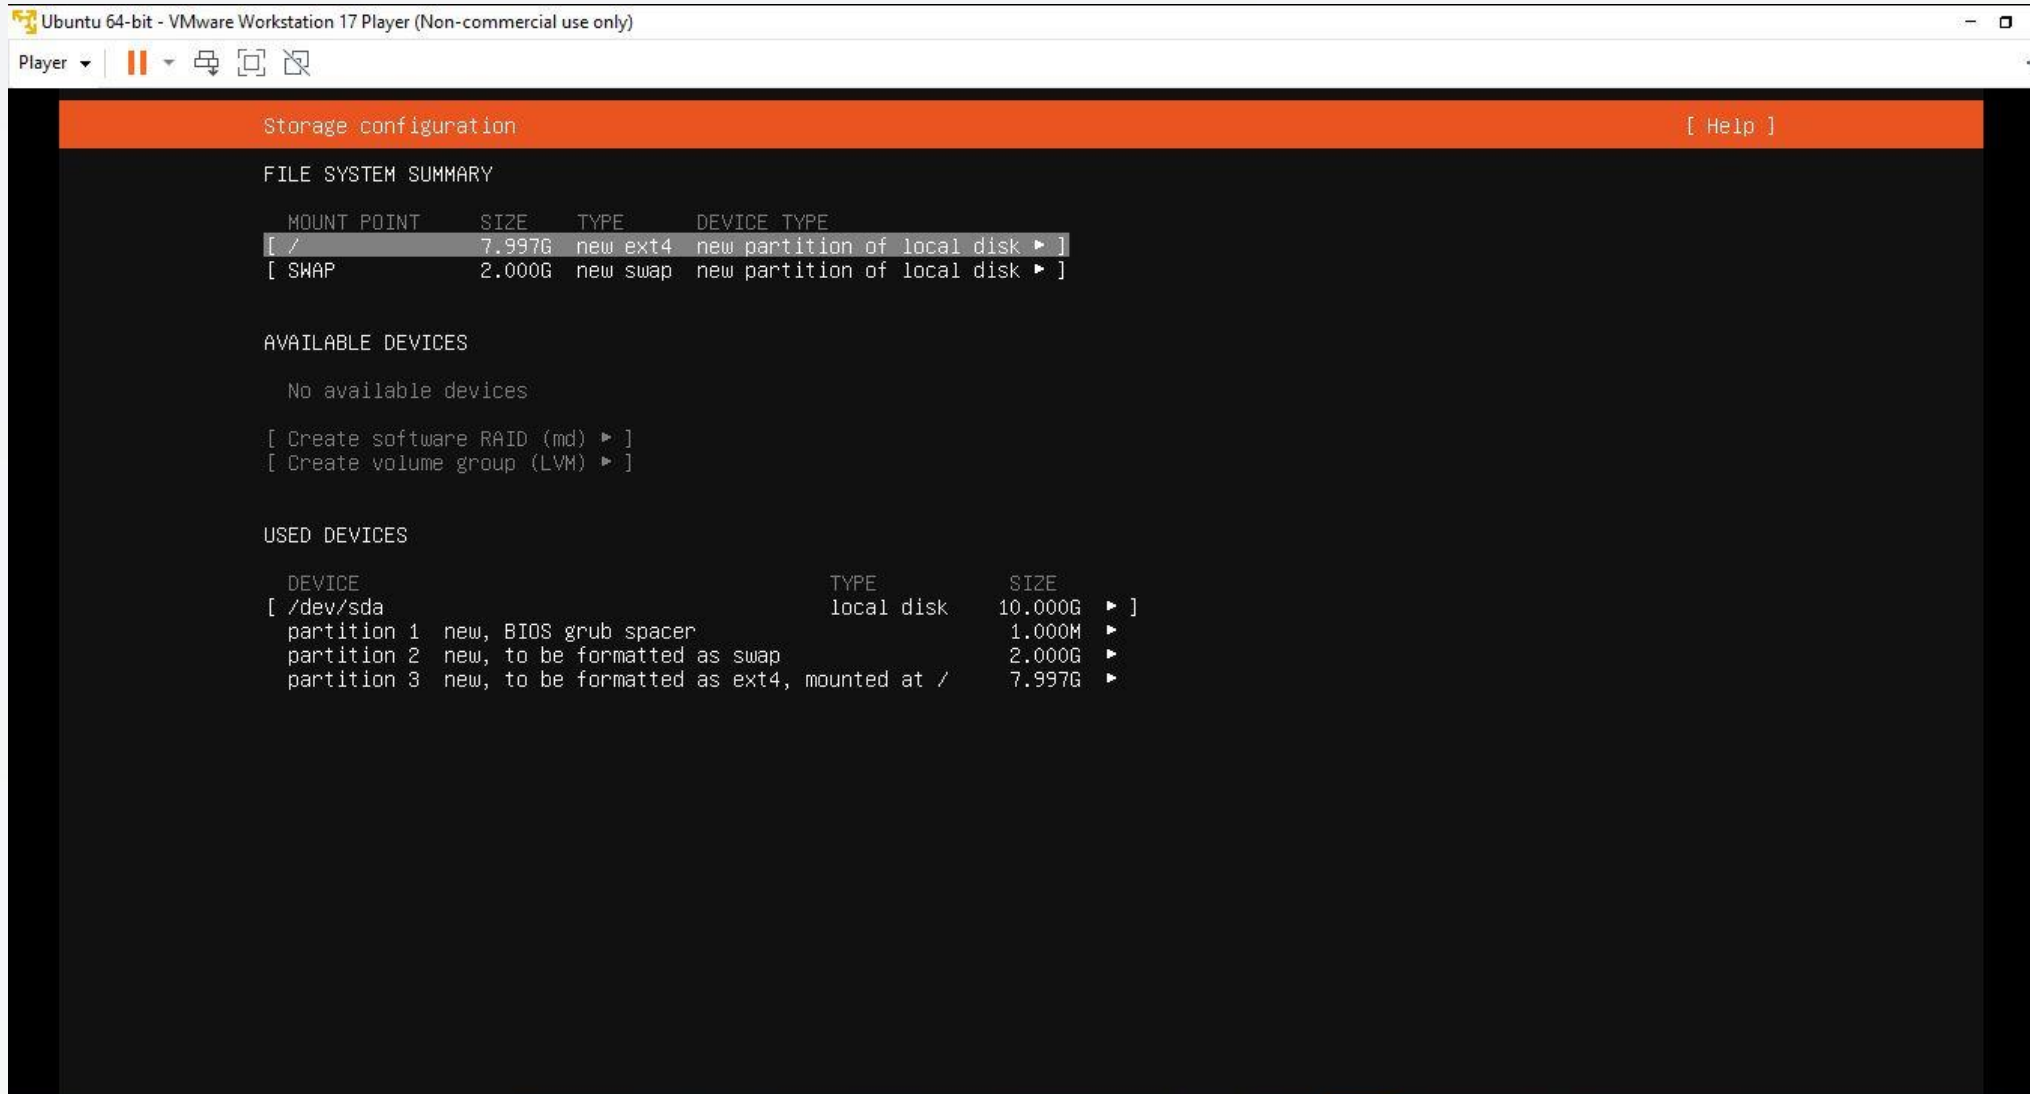 Ubuntu 64-bit - VMware Workstation 17 Player (Non-commercial use only)
Player
Storage configuration [ Help ]
FILE SYSTEM SUMMARY
MOUNT POINT SIZE TYPE DEVICE TYPE
[ / 7.997G new ext4 new partition of local disk ▸ ]
[ SWAP 2.000G new swap new partition of local disk ▸ ]
AVAILABLE DEVICES
No available devices
[ Create software RAID (md) ▸ ]
[ Create volume group (LVM) ▸ ]
USED DEVICES
DEVICE TYPE SIZE
[ /dev/sda local disk 10.000G ▸ ]
partition 1 new, BIOS grub spacer 1.000M ▸
partition 2 new, to be formatted as swap 2.000G ▸
partition 3 new, to be formatted as ext4, mounted at / 7.997G ▸